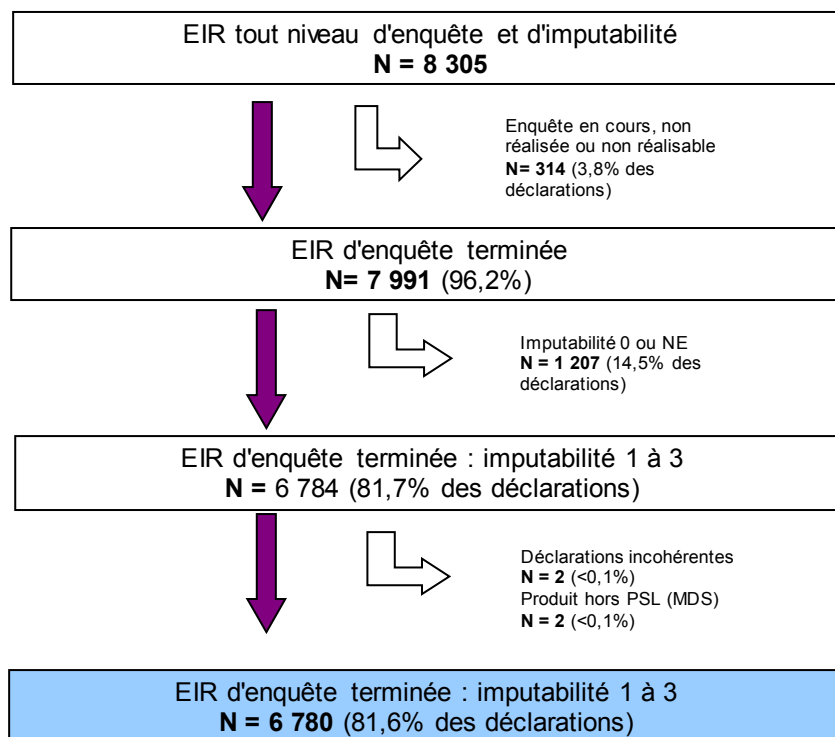 EIR tout niveau d'enquête et d'imputabilité
N = 8 305
Enquête en cours, non
réalisée ou non réalisable
N= 314 (3,8% des
déclarations)
EIR d'enquête terminée
N= 7 991 (96,2%)
Imputabilité 0 ou NE
N = 1 207 (14,5% des
déclarations)
EIR d'enquête terminée : imputabilité 1 à 3
N = 6 784 (81,7% des déclarations)
Déclarations incohérentes
N = 2 (<0,1%)
Produit hors PSL (MDS)
N = 2 (<0,1%)
EIR d'enquête terminée : imputabilité 1 à 3
N = 6 780 (81,6% des déclarations)